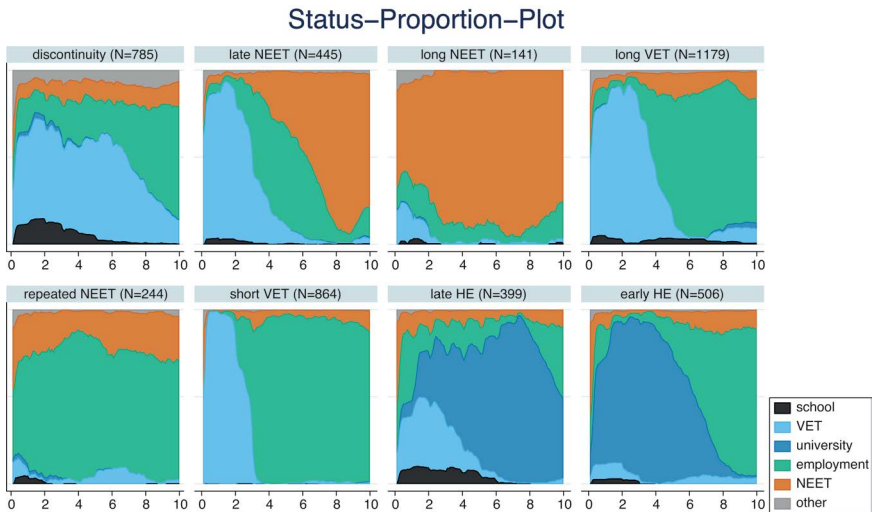 Status-Proportion-Plot
discontinuity (N=785)
late NEET (N=445)
long NEET (N=141)
long VET (N=1179)
0 2 4 6 8 10
0 2 4 6 8 10
0 2 4 6 8 10
0 2 4 6 8 10
repeated NEET (N=244)
short VET (N=864)
late HE (N=399)
early HE (N=506)
0 2 4 6 8 10
0 2 4 6 8 10
0 2 4 6 8 10
0 2 4 6 8 10
school
VET
university
employment
NEET
other